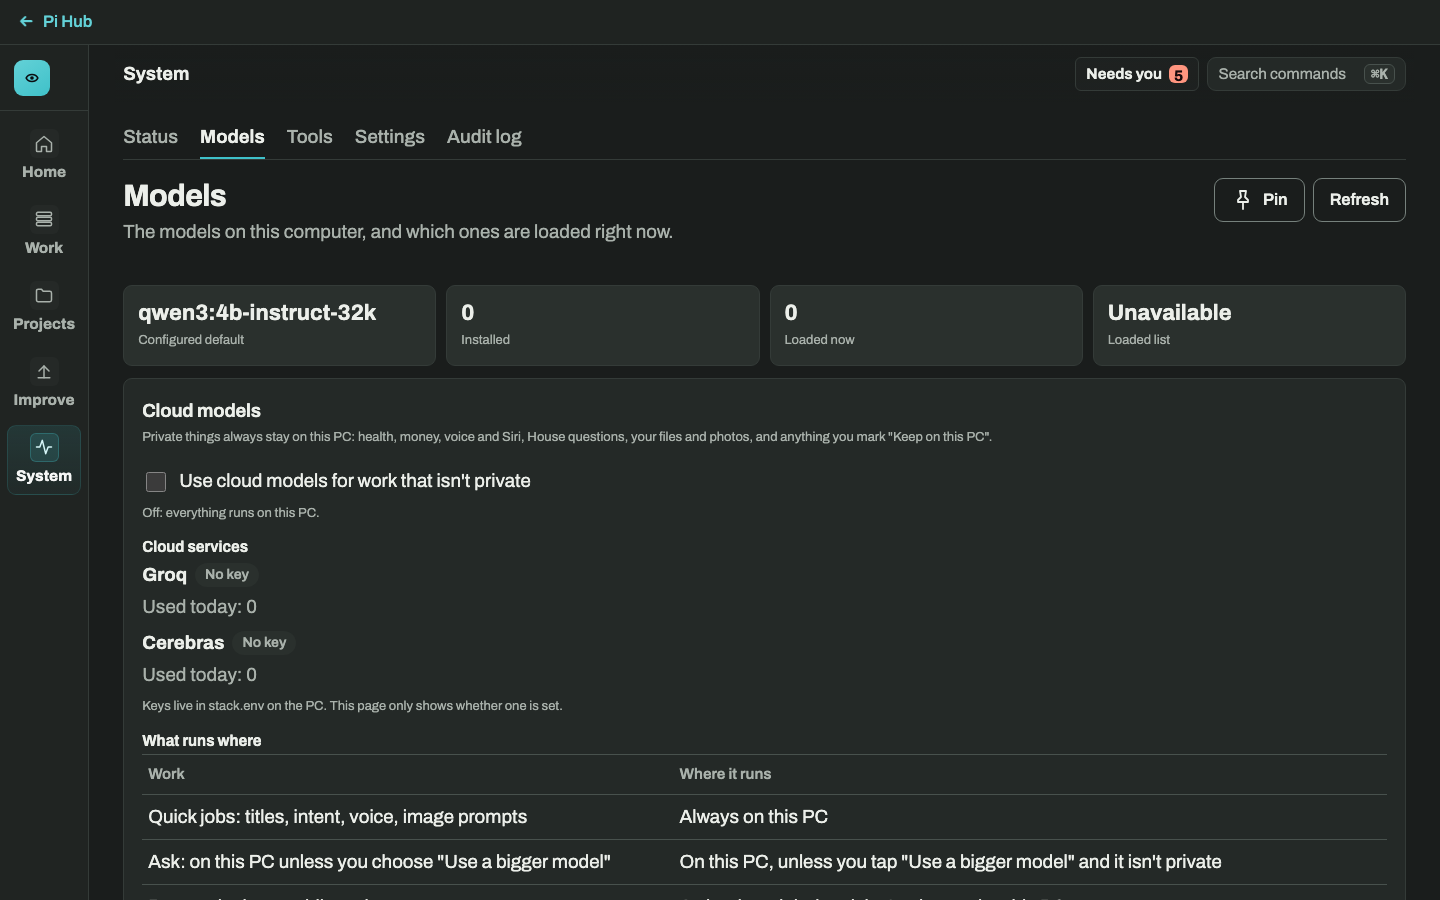 Pi Hub
System
Needs you 5
Search commands ⌘K
Home
Work
Projects
Improve
System
Status Models Tools Settings Audit log
Models
The models on this computer, and which ones are loaded right now.
Pin
Refresh
qwen3:4b-instruct-32k
Configured default
0
Installed
0
Loaded now
Unavailable
Loaded list
Cloud models
Private things always stay on this PC: health, money, voice and Siri, House questions, your files and photos, and anything you mark "Keep on this PC".
Use cloud models for work that isn't private
Off: everything runs on this PC.
Cloud services
Groq No key
Used today: 0
Cerebras No key
Used today: 0
Keys live in stack.env on the PC. This page only shows whether one is set.
What runs where
Work Where it runs
Quick jobs: titles, intent, voice, image prompts Always on this PC
Ask: on this PC unless you choose "Use a bigger model" On this PC, unless you tap "Use a bigger model" and it isn't private